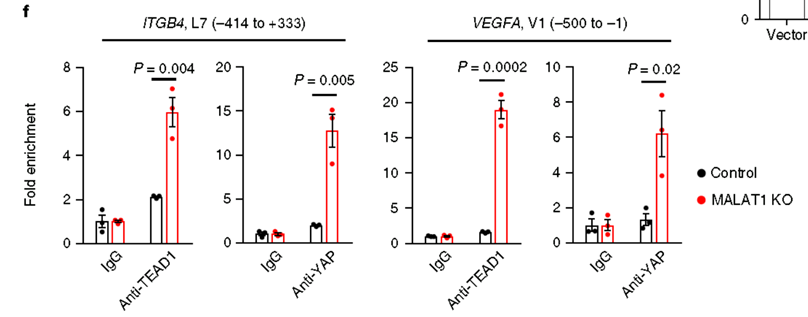 f
ITGB4, L7 (–414 to +333)
VEGFA, V1 (–500 to –1)
0
Vector
Fold enrichment
8
6
4
2
0
P = 0.004
IgG
Anti-TEAD1
20
15
10
5
0
P = 0.005
IgG
Anti-YAP
25
20
15
10
5
0
P = 0.0002
IgG
Anti-TEAD1
10
8
6
4
2
0
P = 0.02
IgG
Anti-YAP
Control
MALAT1 KO